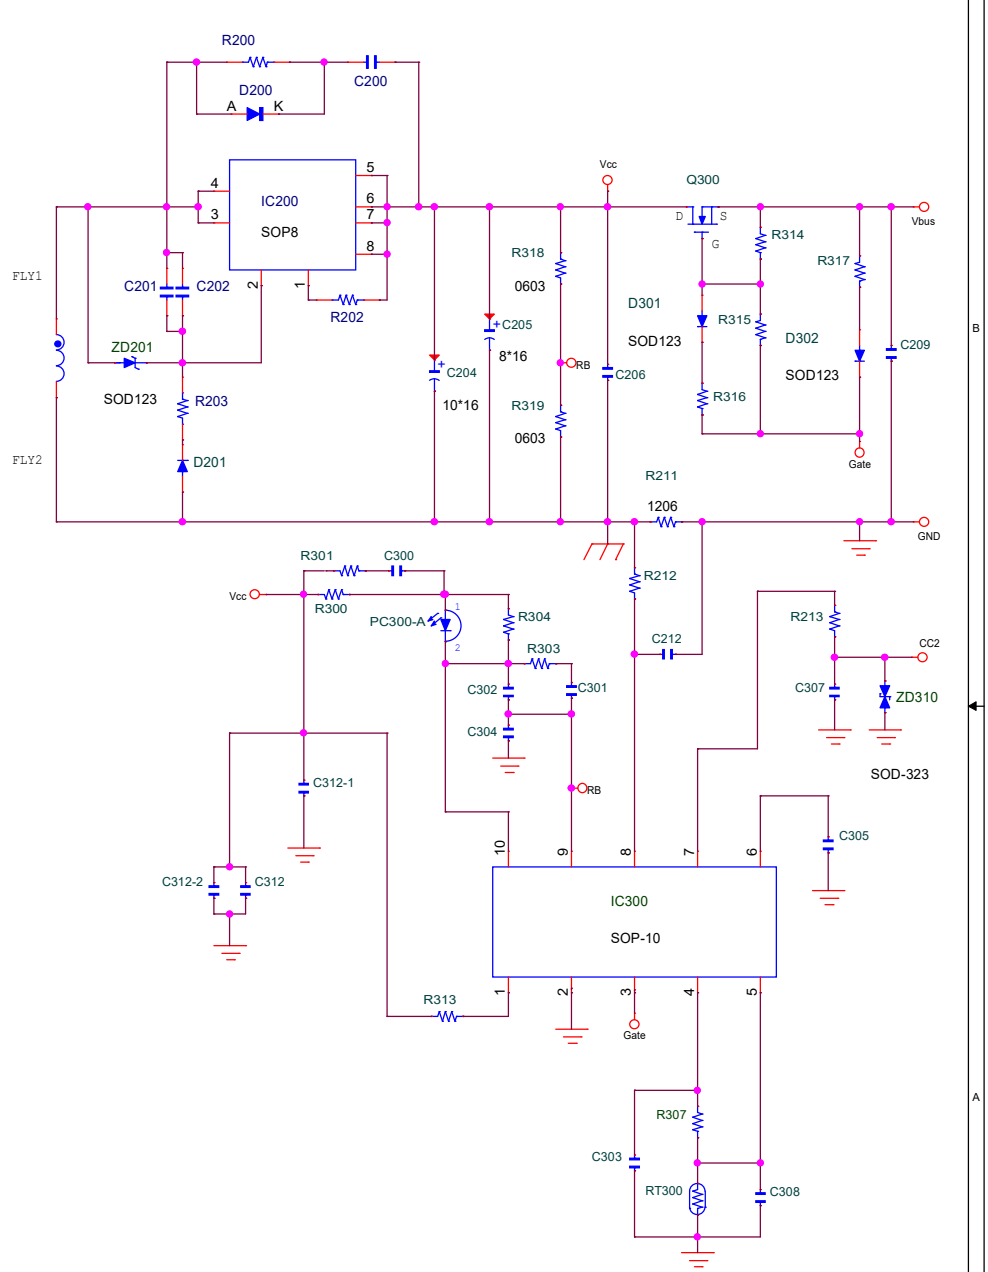 R200
C200
D200
A K
4
3
5
6
7
8
IC200
SOP8
2
1
R202
Vcc
Q300
D S
G
Vbus
FLY1
C201 C202
R318
0603
R314
R317
D301
SOD123
R315
D302
SOD123
C209
B
ZD201
SOD123
C205
8*16
C204
10*16
RB
C206
R203
R319
0603
R316
FLY2
D201
Gate
R211
1206
GND
R301 C300
Vcc
R300
PC300-A
1
2
R304
R303
R212
C212
R213
CC2
C302
C301
C304
C307
ZD310
SOD-323
C312-1
RB
C305
10
9
8
7
6
C312-2 C312
IC300
SOP-10
R313
1
2
3
4
5
Gate
R307
A
C303
RT300
C308